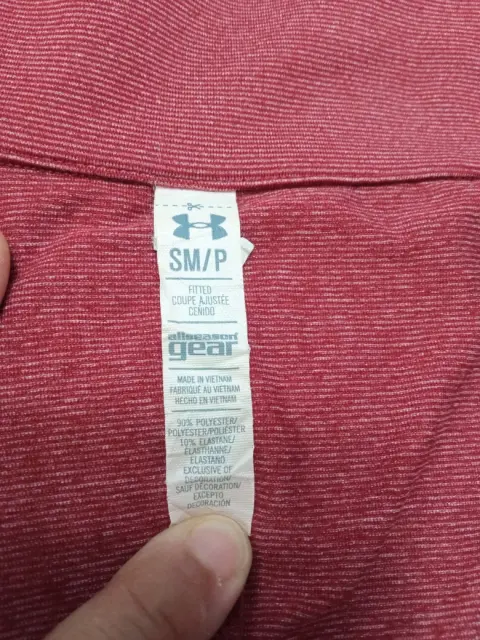 SM/P
FITTED
COUPE AJUSTÉE
CENIDO
allseason
gear
MADE IN VIETNAM
FABRIQUÉ AU VIETNAM
HECHO EN VIETNAM
90% POLYESTER/
POLYESTER/POLIÉSTER
10% ELASTANE/
ÉLASTHANNE/
ELASTANO
EXCLUSIVE OF
DECORATION/
SAUF DÉCORATION/
EXCEPTO
DECORACIÓN